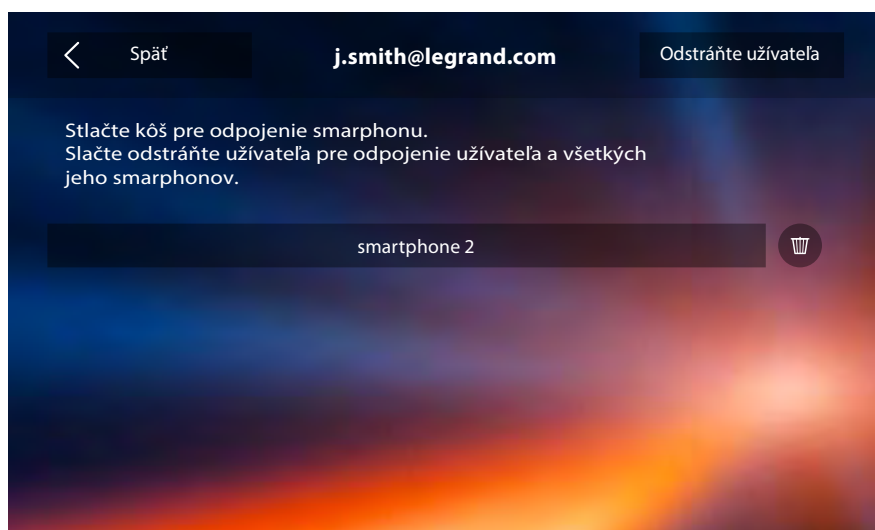 Späť
j.smith@legrand.com
Odstráňte užívateľa
Stlačte kôš pre odpojenie smarphonu.
Slačte odstráňte užívateľa pre odpojenie užívateľa a všetkých
jeho smarphonov.
smartphone 2